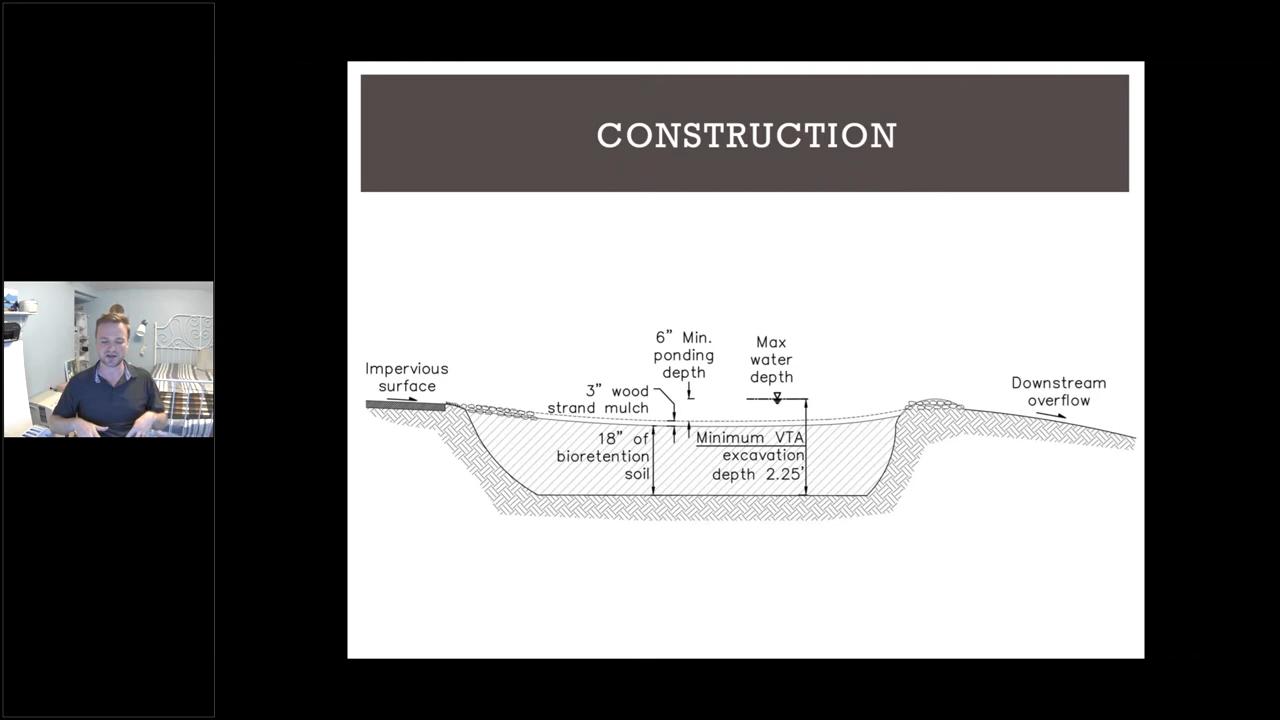 CONSTRUCTION
Impervious
surface
3” wood
strand mulch
6” Min.
ponding
depth
Max
water
depth
18” of
bioretention
soil
Minimum VTA
excavation
depth 2.25’
Downstream
overflow